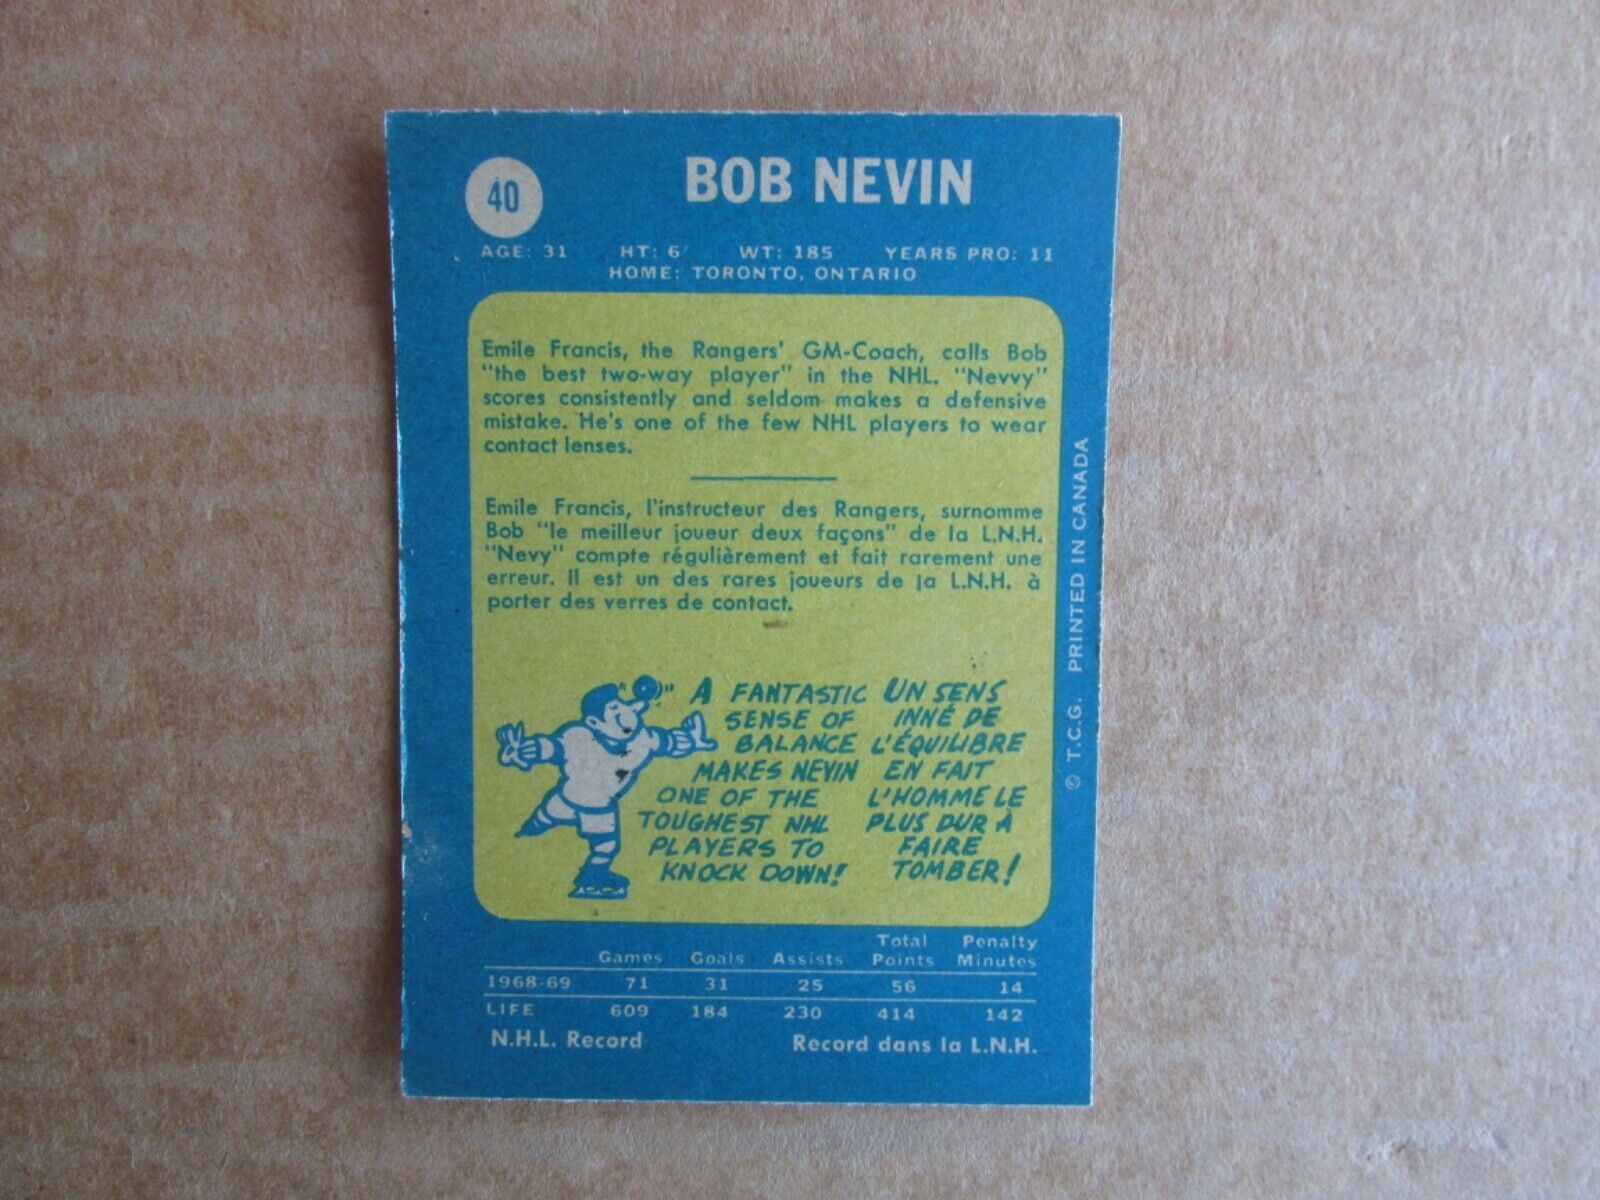 40
BOB NEVIN
AGE: 31 HT: 6' WT: 185 YEARS PRO: 11
HOME: TORONTO, ONTARIO
Emile Francis, the Rangers' GM-Coach, calls Bob
"the best two-way player" in the NHL. "Nevvy"
scores consistently and seldom makes a defensive
mistake. He's one of the few NHL players to wear
contact lenses.
Emile Francis, l'instructeur des Rangers, surnomme
Bob "le meilleur joueur deux façons" de la L.N.H.
"Nevy" compte régulièrement et fait rarement une
erreur. Il est un des rares joueurs de la L.N.H. à
porter des verres de contact.
A FANTASTIC
SENSE OF
BALANCE
MAKES NEVIN
ONE OF THE
TOUGHEST NHL
PLAYERS TO
KNOCK DOWN!
UN SENS
INNÉ DE
L'ÉQUILIBRE
EN FAIT
L'HOMME LE
PLUS DUR À
FAIRE
TOMBER!
Games Goals Assists Total Points Penalty Minutes
1968-69 71 31 25 56 14
LIFE 609 184 230 414 142
N.H.L. Record Record dans la L.N.H.
© T.C.G. PRINTED IN CANADA